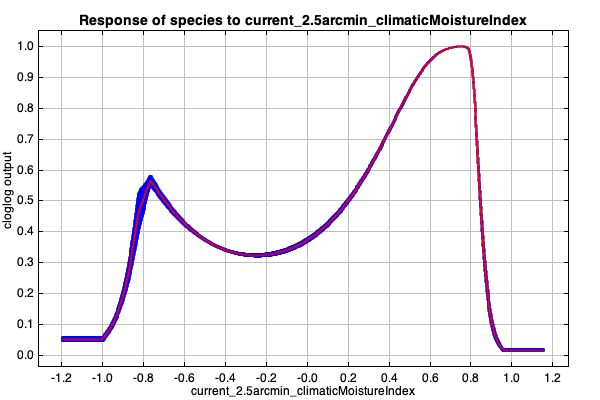 Response of species to current_2.5arcmin_climaticMoistureIndex
cloglog output
1.0
0.9
0.8
0.7
0.6
0.5
0.4
0.3
0.2
0.1
0.0
-1.2 -1.0 -0.8 -0.6 -0.4 -0.2 0.0 0.2 0.4 0.6 0.8 1.0 1.2
current_2.5arcmin_climaticMoistureIndex